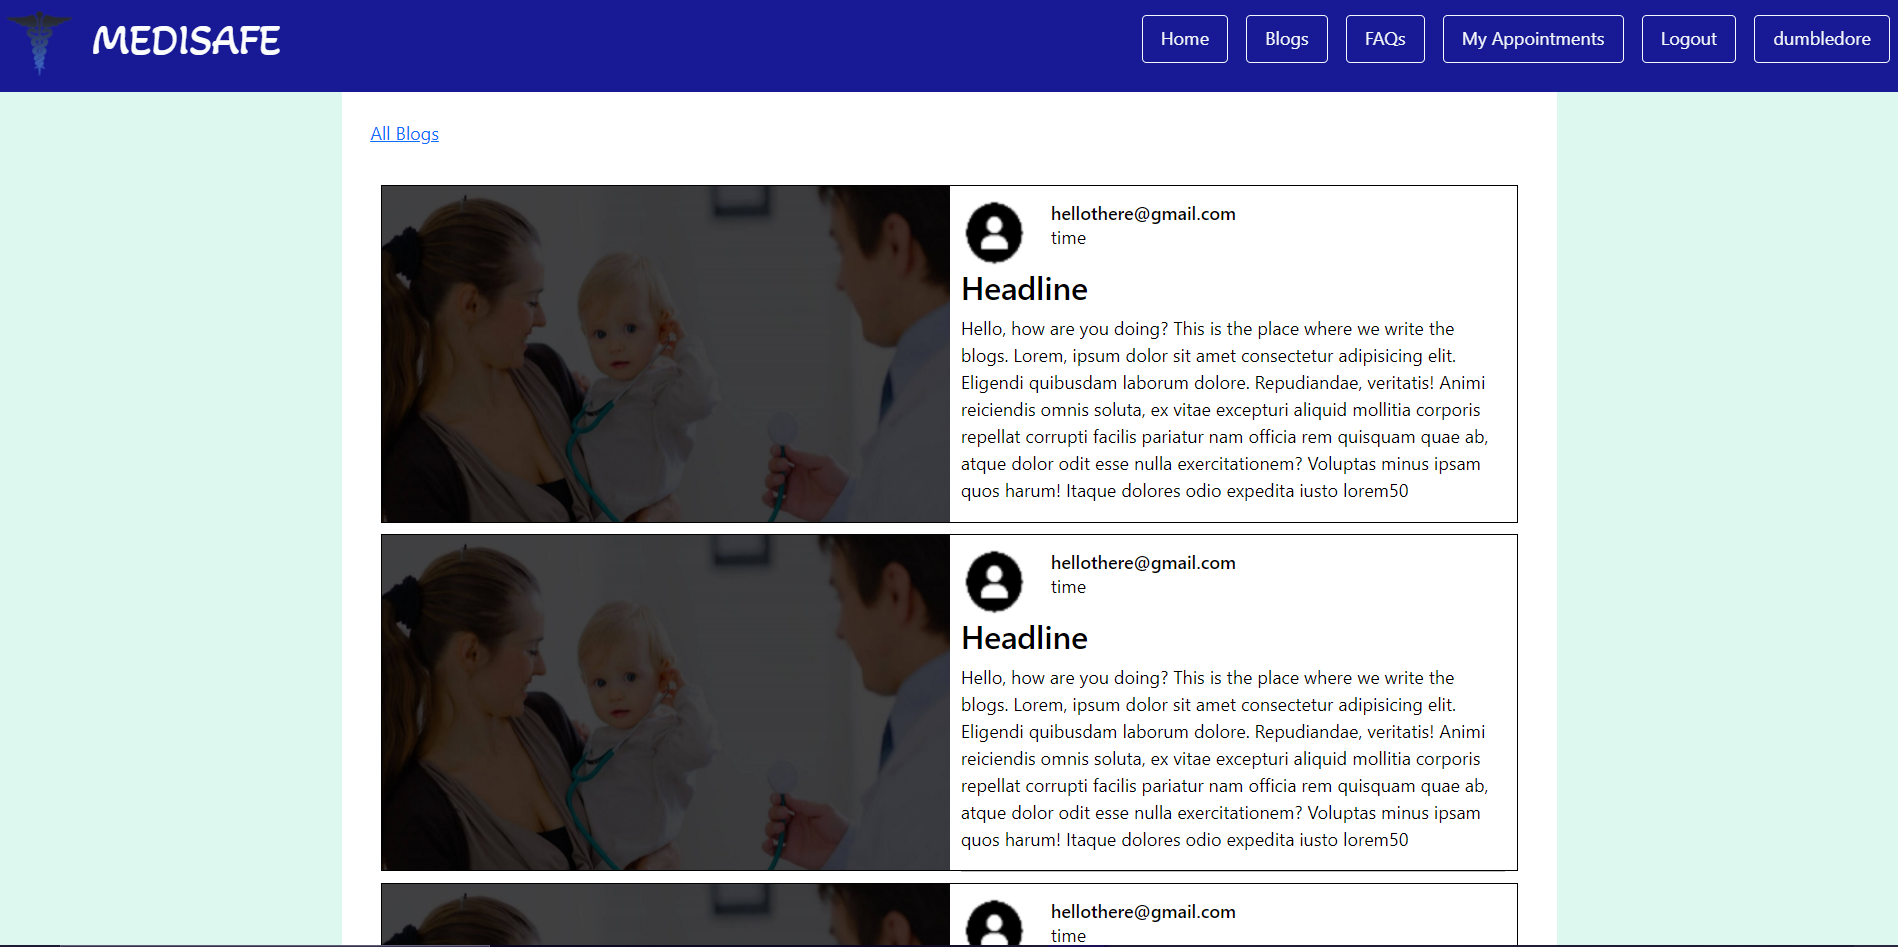 MEDISAFE
Home Blogs FAQs My Appointments Logout dumbledore
All Blogs
hellothere@gmail.com
time
Headline
Hello, how are you doing? This is the place where we write the
blogs. Lorem, ipsum dolor sit amet consectetur adipisicing elit.
Eligendi quibusdam laborum dolore. Repudiandae, veritatis! Animi
reiciendis omnis soluta, ex vitae excepturi aliquid mollitia corporis
repellat corrupti facilis pariatur nam officia rem quisquam quae ab,
atque dolor odit esse nulla exercitationem? Voluptas minus ipsam
quos harum! Itaque dolores odio expedita iusto lorem50
hellothere@gmail.com
time
Headline
Hello, how are you doing? This is the place where we write the
blogs. Lorem, ipsum dolor sit amet consectetur adipisicing elit.
Eligendi quibusdam laborum dolore. Repudiandae, veritatis! Animi
reiciendis omnis soluta, ex vitae excepturi aliquid mollitia corporis
repellat corrupti facilis pariatur nam officia rem quisquam quae ab,
atque dolor odit esse nulla exercitationem? Voluptas minus ipsam
quos harum! Itaque dolores odio expedita iusto lorem50
hellothere@gmail.com
time